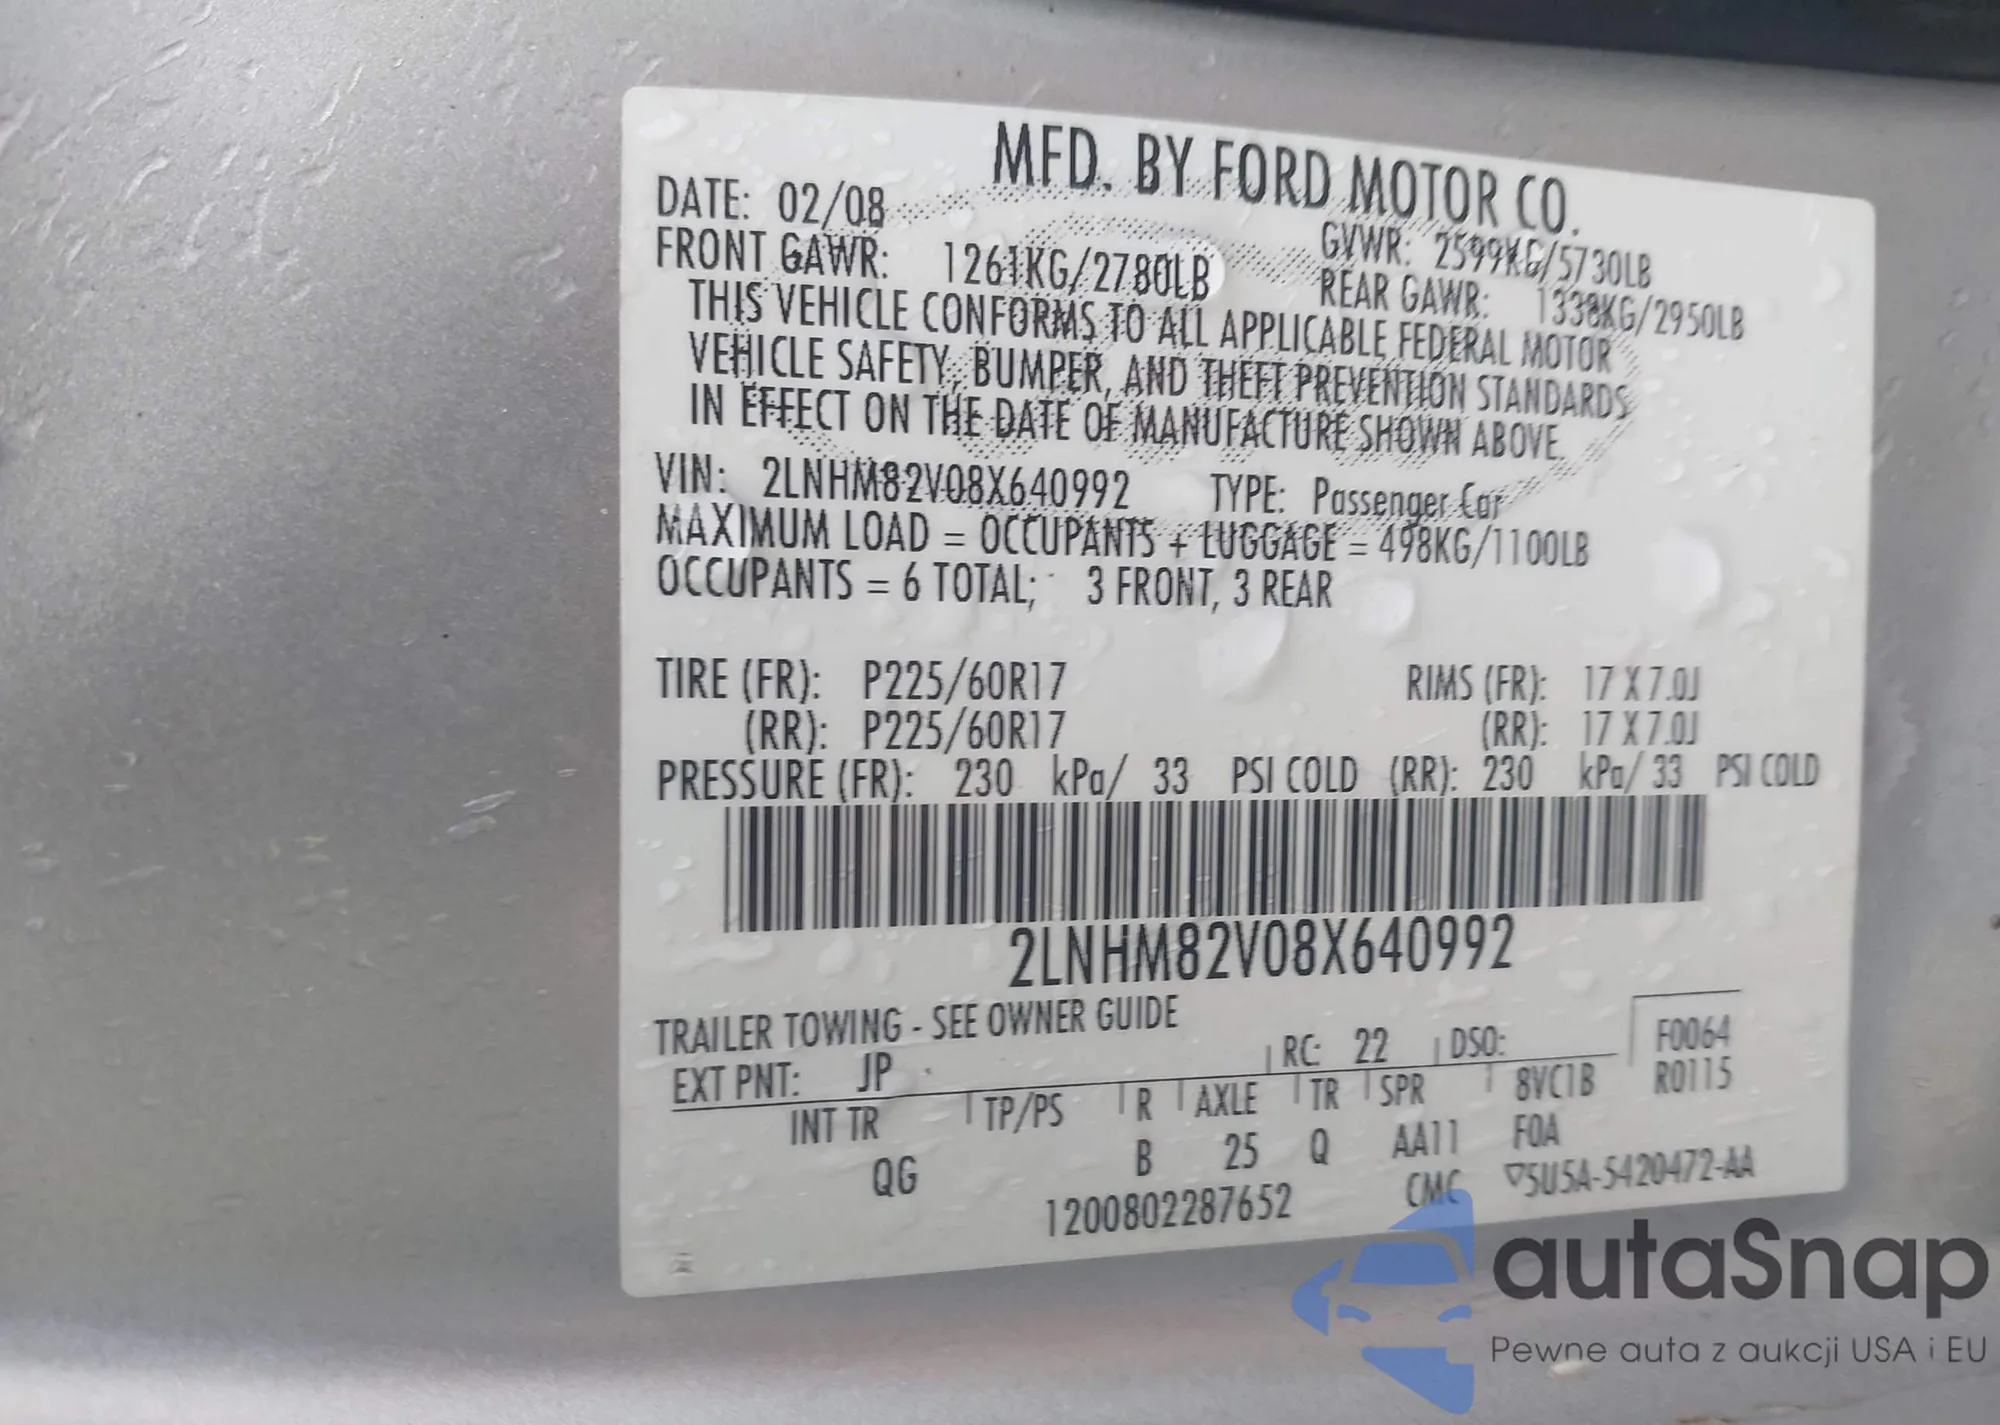 MFD. BY FORD MOTOR CO.
DATE: 02/08 GVWR: 2599KG/5730LB
FRONT GAWR: 1261KG/2780LB REAR GAWR: 1338KG/2950LB
THIS VEHICLE CONFORMS TO ALL APPLICABLE FEDERAL MOTOR
VEHICLE SAFETY, BUMPER, AND THEFT PREVENTION STANDARDS
IN EFFECT ON THE DATE OF MANUFACTURE SHOWN ABOVE.
VIN: 2LNHM82V08X640992 TYPE: Passenger Car
MAXIMUM LOAD = OCCUPANTS + LUGGAGE = 498KG/1100LB
OCCUPANTS = 6 TOTAL; 3 FRONT, 3 REAR
TIRE (FR): P225/60R17 RIMS (FR): 17 X 7.0J
(RR): P225/60R17 (RR): 17 X 7.0J
PRESSURE (FR): 230 kPa/ 33 PSI COLD (RR): 230 kPa/ 33 PSI COLD
2LNHM82V08X640992
TRAILER TOWING - SEE OWNER GUIDE
EXT PNT: JP RC: 22 DSO: F0064
INT TR TP/PS R AXLE TR SPR 8VC1B R0115
QG B 25 Q AA11 F0A
1200802287652 CMC ▽5U5A-5420472-AA
autaSnap
Pewne auta z aukcji USA i EU